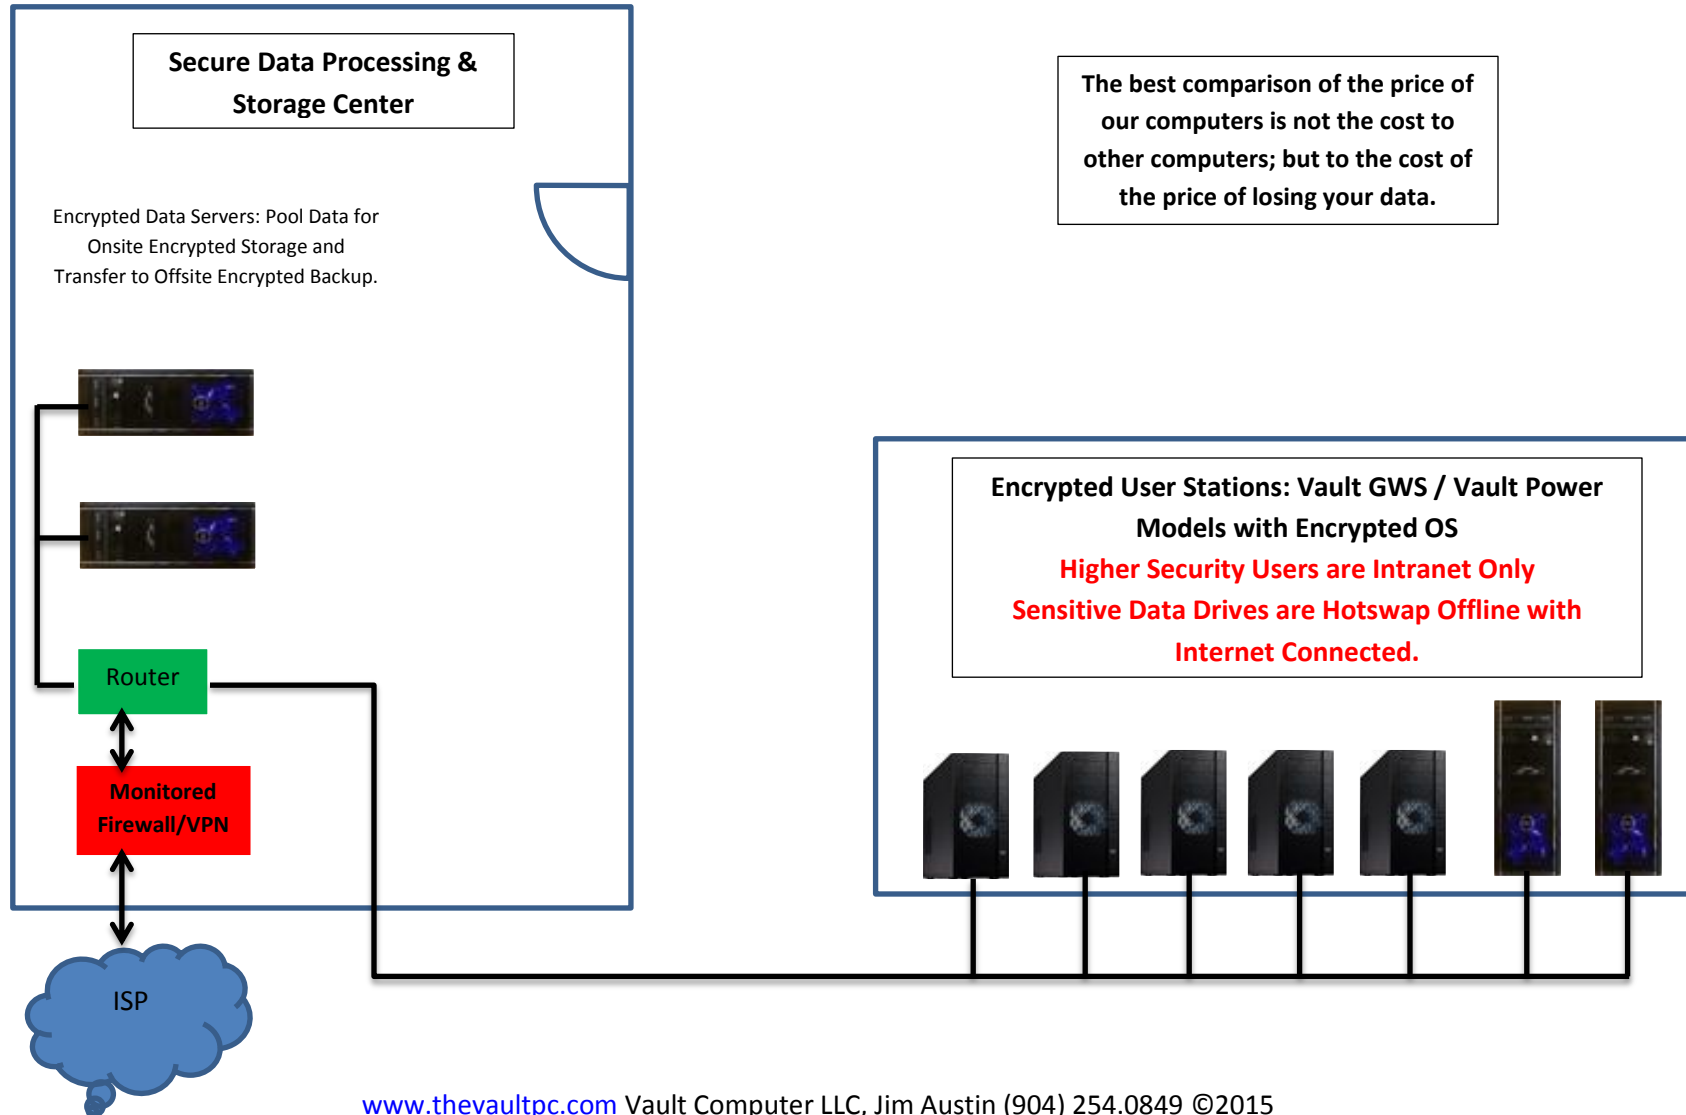 Secure Data Processing &
Storage Center
The best comparison of the price of
our computers is not the cost to
other computers; but to the cost of
the price of losing your data.
Encrypted Data Servers: Pool Data for
Onsite Encrypted Storage and
Transfer to Offsite Encrypted Backup.
Encrypted User Stations: Vault GWS / Vault Power
Models with Encrypted OS
Higher Security Users are Intranet Only
Sensitive Data Drives are Hotswap Offline with
Internet Connected.
Router
Monitored
Firewall/VPN
ISP
www.thevaultpc.com Vault Computer LLC, Jim Austin (904) 254.0849 ©2015